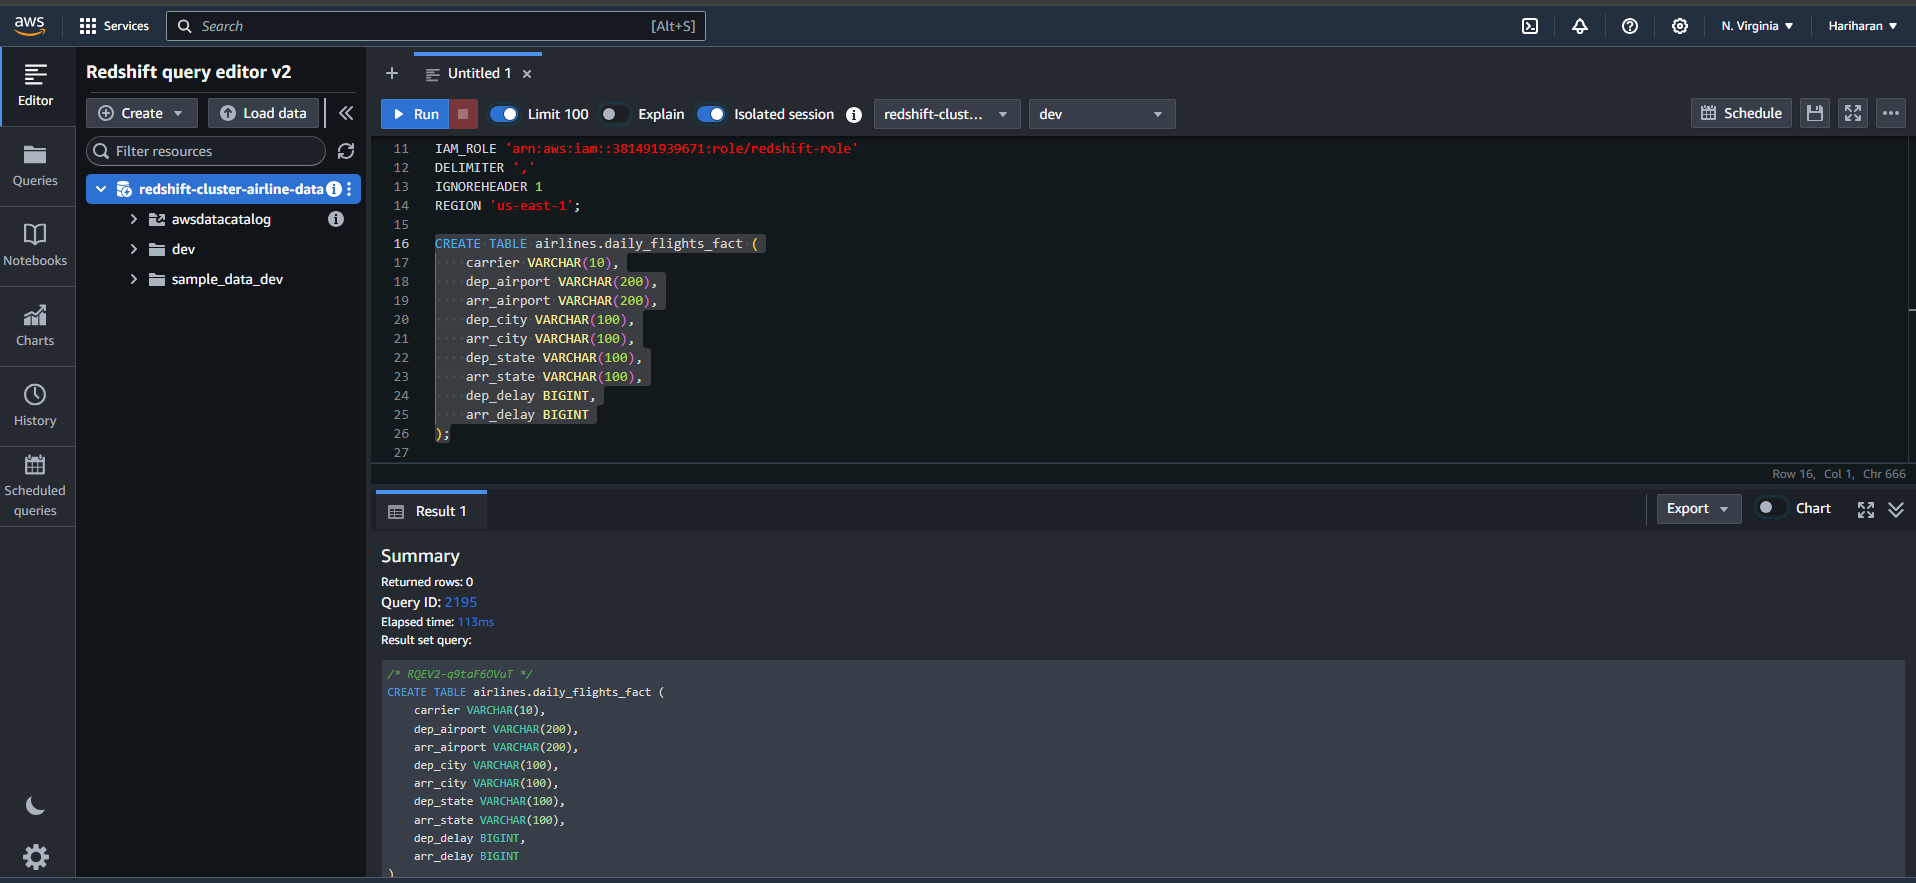 aws Services Search [Alt+S] N. Virginia Hariharan
Editor
Queries
Notebooks
Charts
History
Scheduled
queries
Redshift query editor v2
Create Load data
Filter resources
redshift-cluster-airline-data
awsdatacatalog
dev
sample_data_dev
Untitled 1
Run Limit 100 Explain Isolated session redshift-clust... dev Schedule
11 IAM_ROLE 'arn:aws:iam::381491939671:role/redshift-role'
12 DELIMITER ','
13 IGNOREHEADER 1
14 REGION 'us-east-1';
15
16 CREATE TABLE airlines.daily_flights_fact (
17 carrier VARCHAR(10),
18 dep_airport VARCHAR(200),
19 arr_airport VARCHAR(200),
20 dep_city VARCHAR(100),
21 arr_city VARCHAR(100),
22 dep_state VARCHAR(100),
23 arr_state VARCHAR(100),
24 dep_delay BIGINT,
25 arr_delay BIGINT
26 );
27
Row 16, Col 1, Chr 666
Result 1 Export Chart
Summary
Returned rows: 0
Query ID: 2195
Elapsed time: 113ms
Result set query:
/* RQEV2-q9taF6OVuT */
CREATE TABLE airlines.daily_flights_fact (
carrier VARCHAR(10),
dep_airport VARCHAR(200),
arr_airport VARCHAR(200),
dep_city VARCHAR(100),
arr_city VARCHAR(100),
dep_state VARCHAR(100),
arr_state VARCHAR(100),
dep_delay BIGINT,
arr_delay BIGINT
)